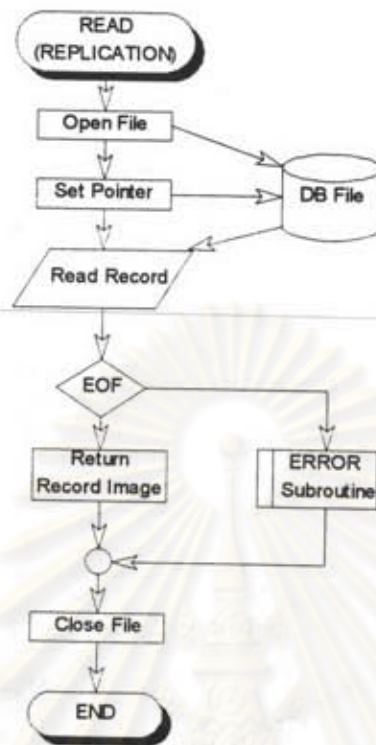 READ
(REPLICATION)
Open File
Set Pointer
DB File
Read Record
EOF
Return
Record Image
ERROR
Subroutine
Close File
END